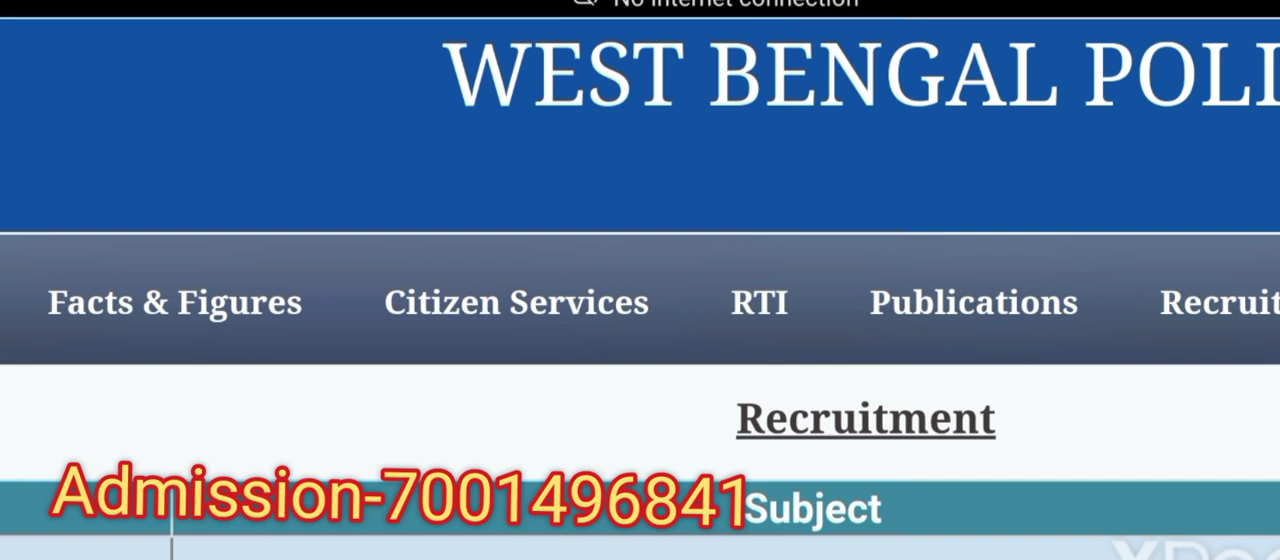 No internet connection
WEST BENGAL POLI
Facts & Figures Citizen Services RTI Publications Recruit
Recruitment
Admission-7001496841
Subject